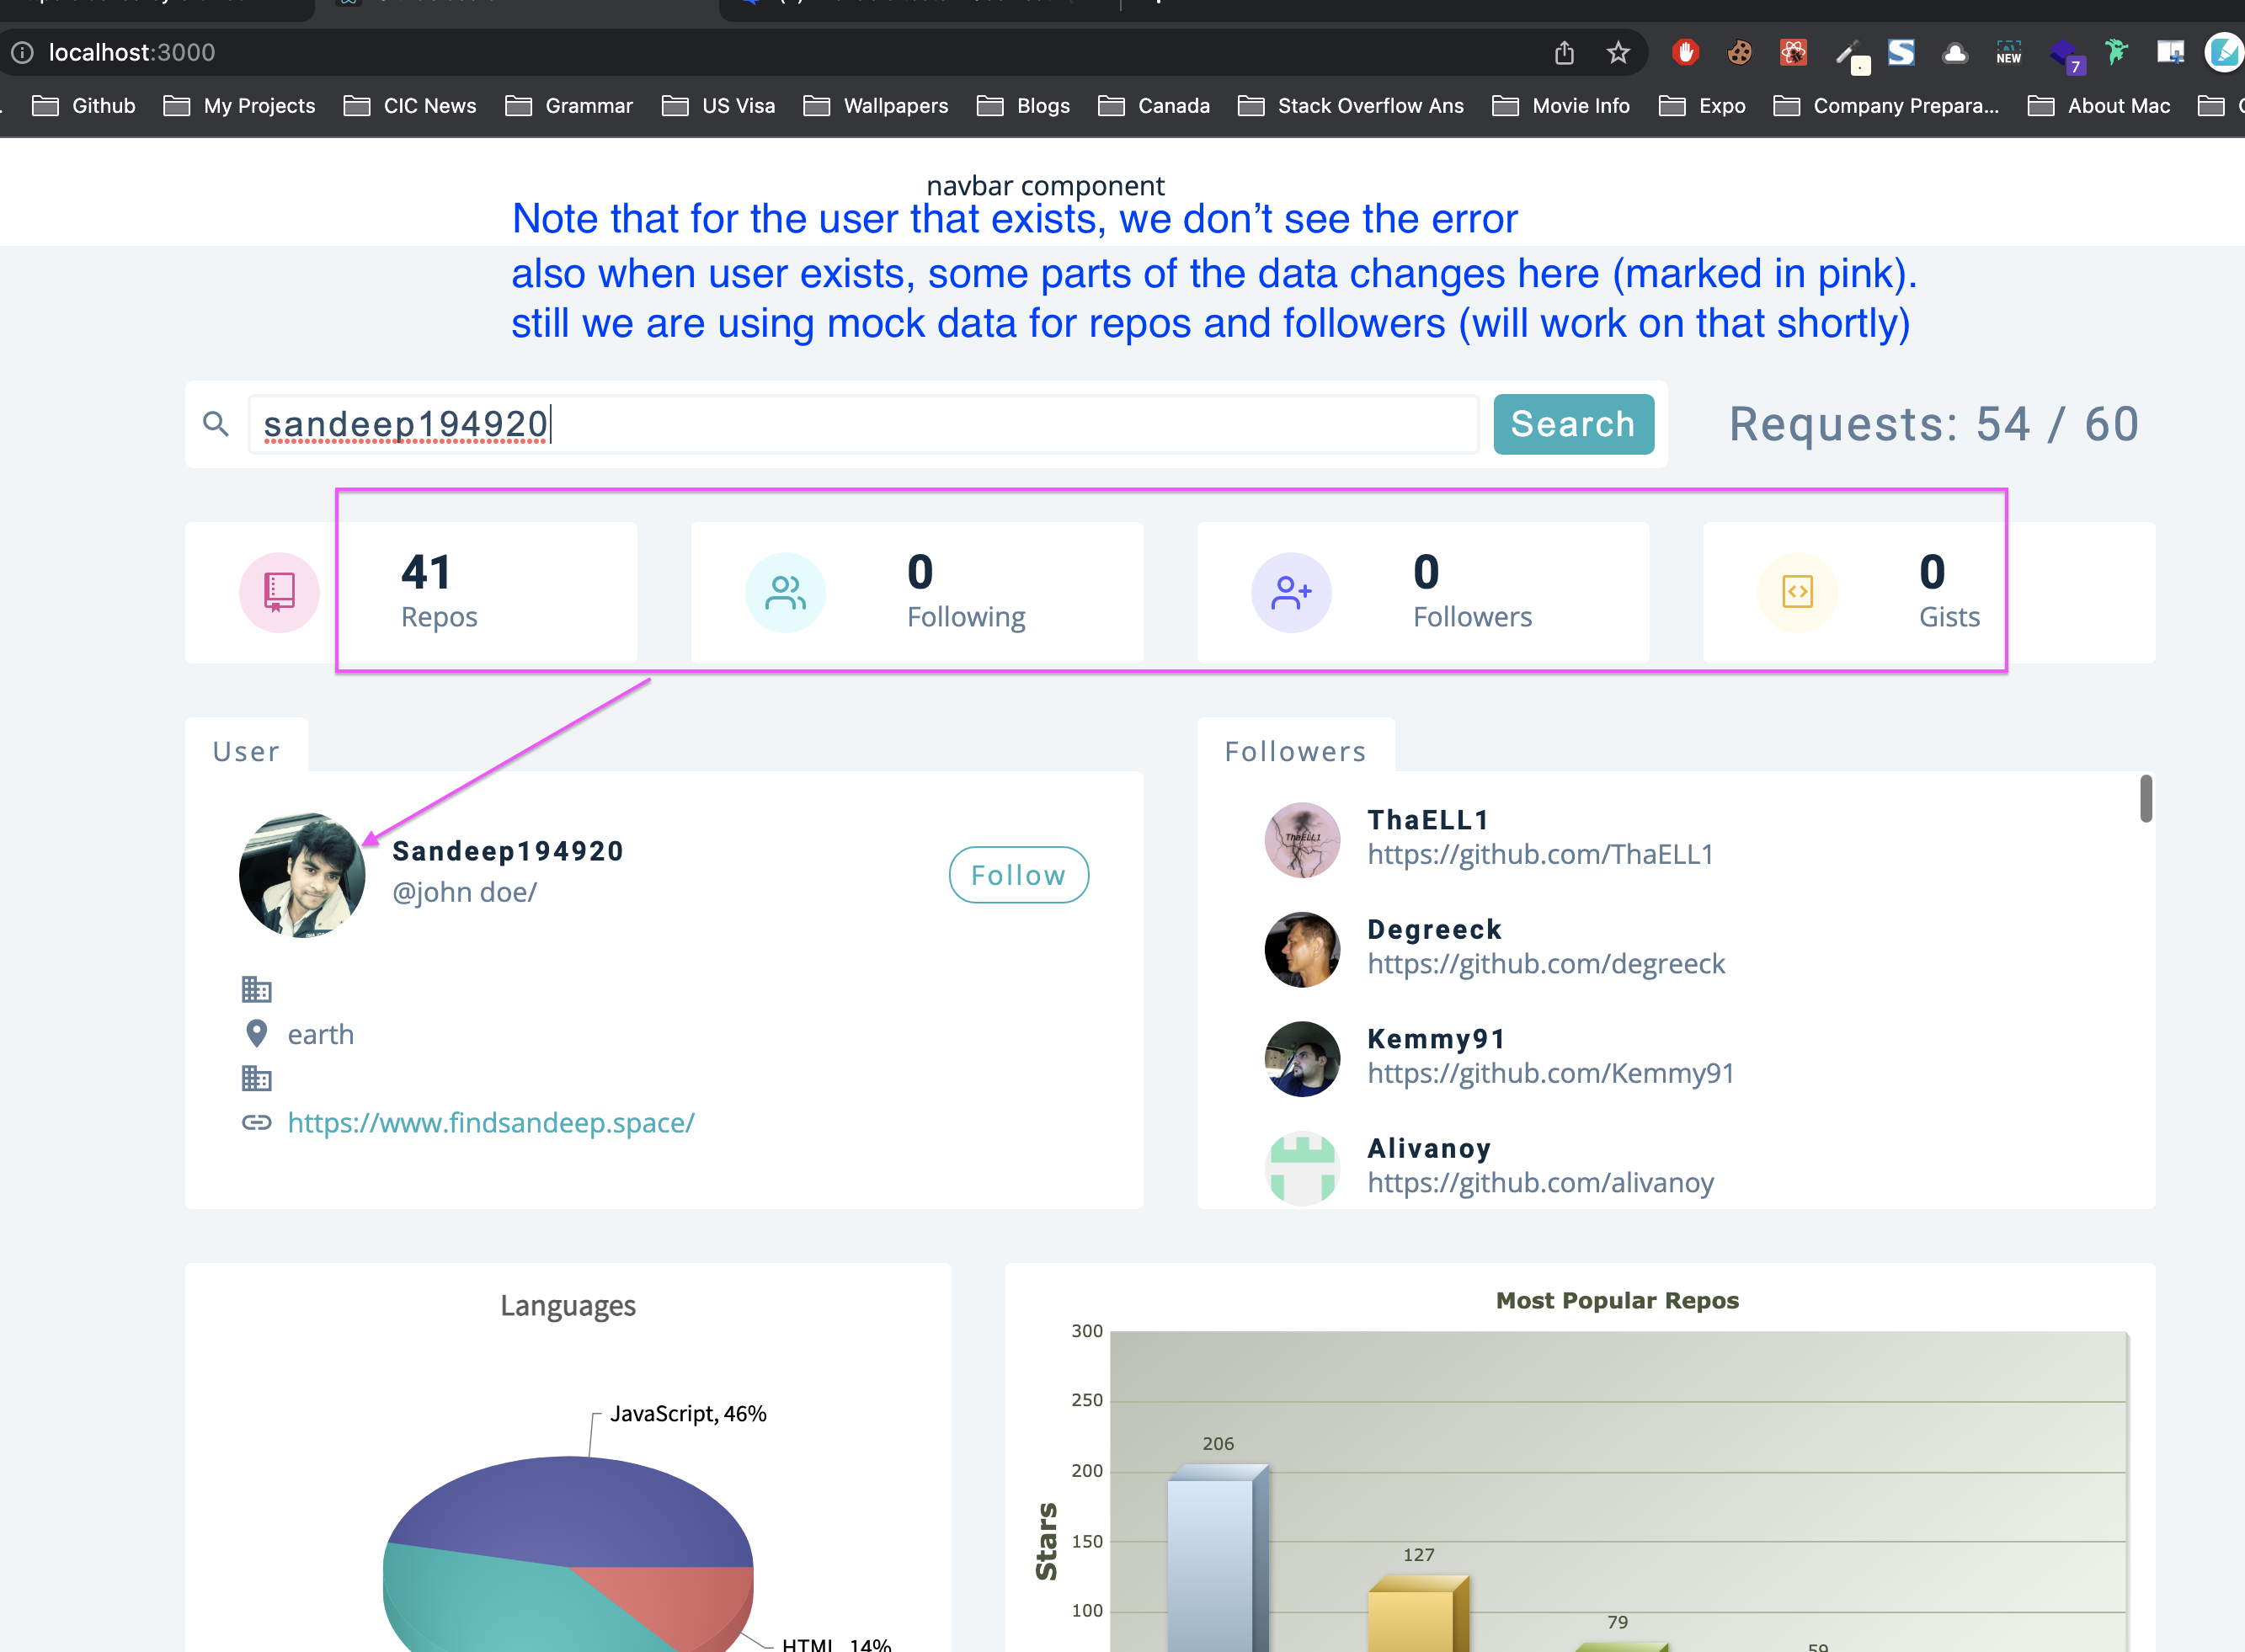 localhost:3000
NEW
7
Github
My Projects
CIC News
Grammar
US Visa
Wallpapers
Blogs
Canada
Stack Overflow Ans
Movie Info
Expo
Company Prepara...
About Mac
navbar component
Note that for the user that exists, we don't see the error
also when user exists, some parts of the data changes here (marked in pink).
still we are using mock data for repos and followers (will work on that shortly)
sandeep194920
Search
Requests: 54 / 60
41
Repos
0
Following
0
Followers
0
Gists
User
Sandeep194920
@john doe/
Follow
earth
https://www.findsandeep.space/
Followers
ThaELL1
ThaELL1
https://github.com/ThaELL1
Degreeck
https://github.com/degreeck
Kemmy91
https://github.com/Kemmy91
Alivanoy
https://github.com/alivanoy
Languages
JavaScript, 46%
HTML, 14%
Most Popular Repos
Stars
300
250
200
150
100
206
127
79
59